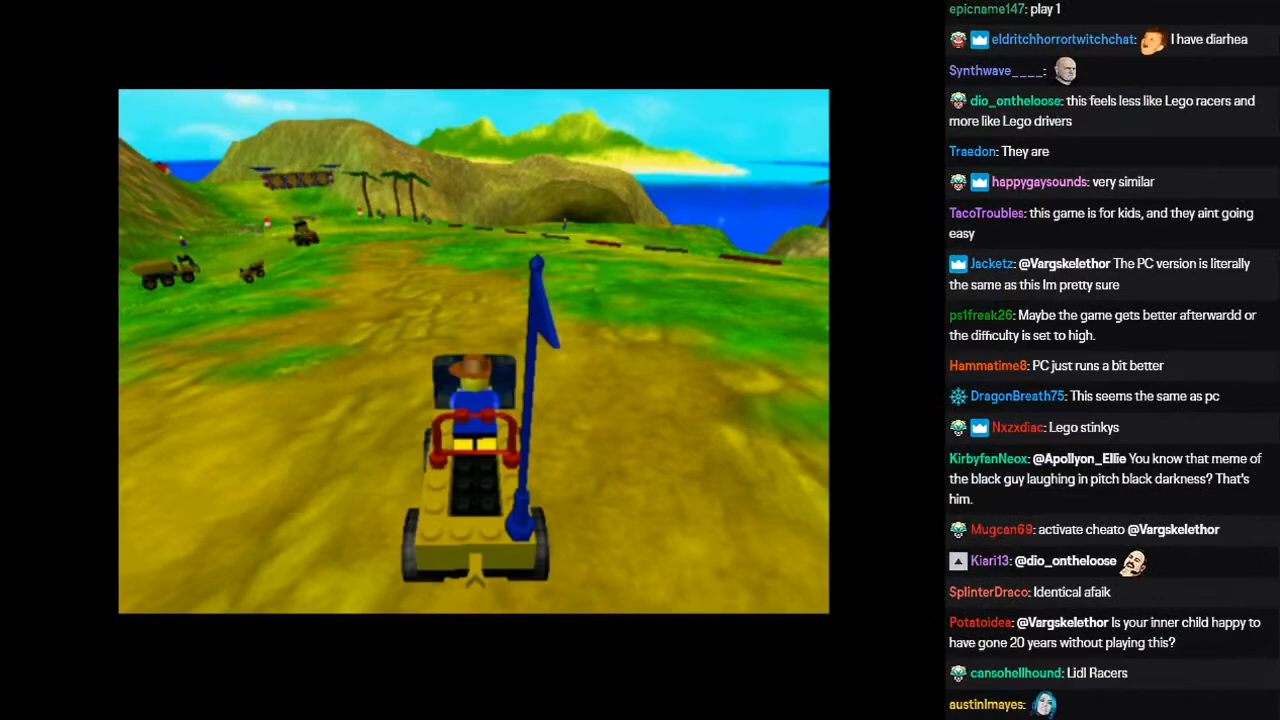 epicname147: play 1
eldritchhorrortwitchchat: I have diarhea
Synthwave____:
dio_ontheloose: this feels less like Lego racers and
more like Lego drivers
Traedon: They are
happygaysounds: very similar
TacoTroubles: this game is for kids, and they aint going
easy
Jacketz: @Vargskelethor The PC version is literally
the same as this Im pretty sure
ps1freak26: Maybe the game gets better afterwardd or
the difficulty is set to high.
Hammatime8: PC just runs a bit better
DragonBreath75: This seems the same as pc
Nxzxdiac: Lego stinkys
KirbyfanNeox: @Apollyon_Ellie You know that meme of
the black guy laughing in pitch black darkness? That's
him.
Mugcan69: activate cheato @Vargskelethor
Kiari13: @dio_ontheloose
SplinterDraco: Identical afaik
Potatoidea: @Vargskelethor Is your inner child happy to
have gone 20 years without playing this?
cansohellhound: Lidl Racers
austinlmayes: